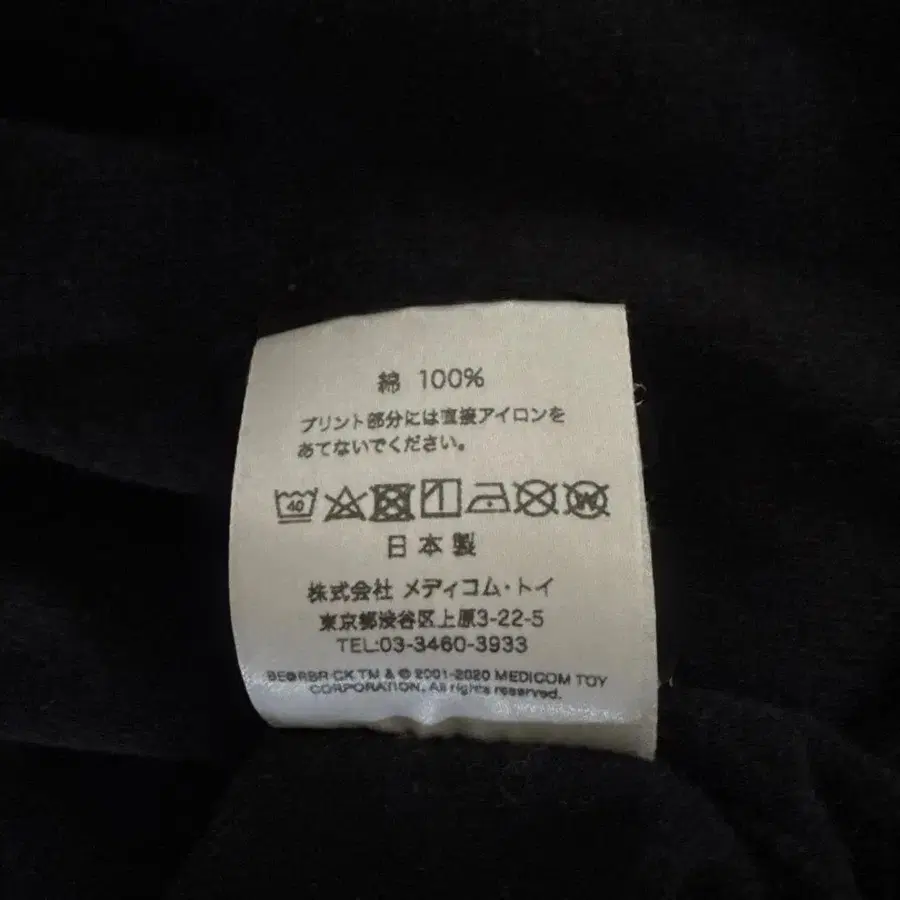 綿 100%
プリント部分には直接アイロンを
あてないでください。
40 W
日本製
株式会社 メディコム・トイ
東京都渋谷区上原3-22-5
TEL:03-3460-3933
BE@RBRICK TM & © 2001-2020 MEDICOM TOY
CORPORATION. All rights reserved.